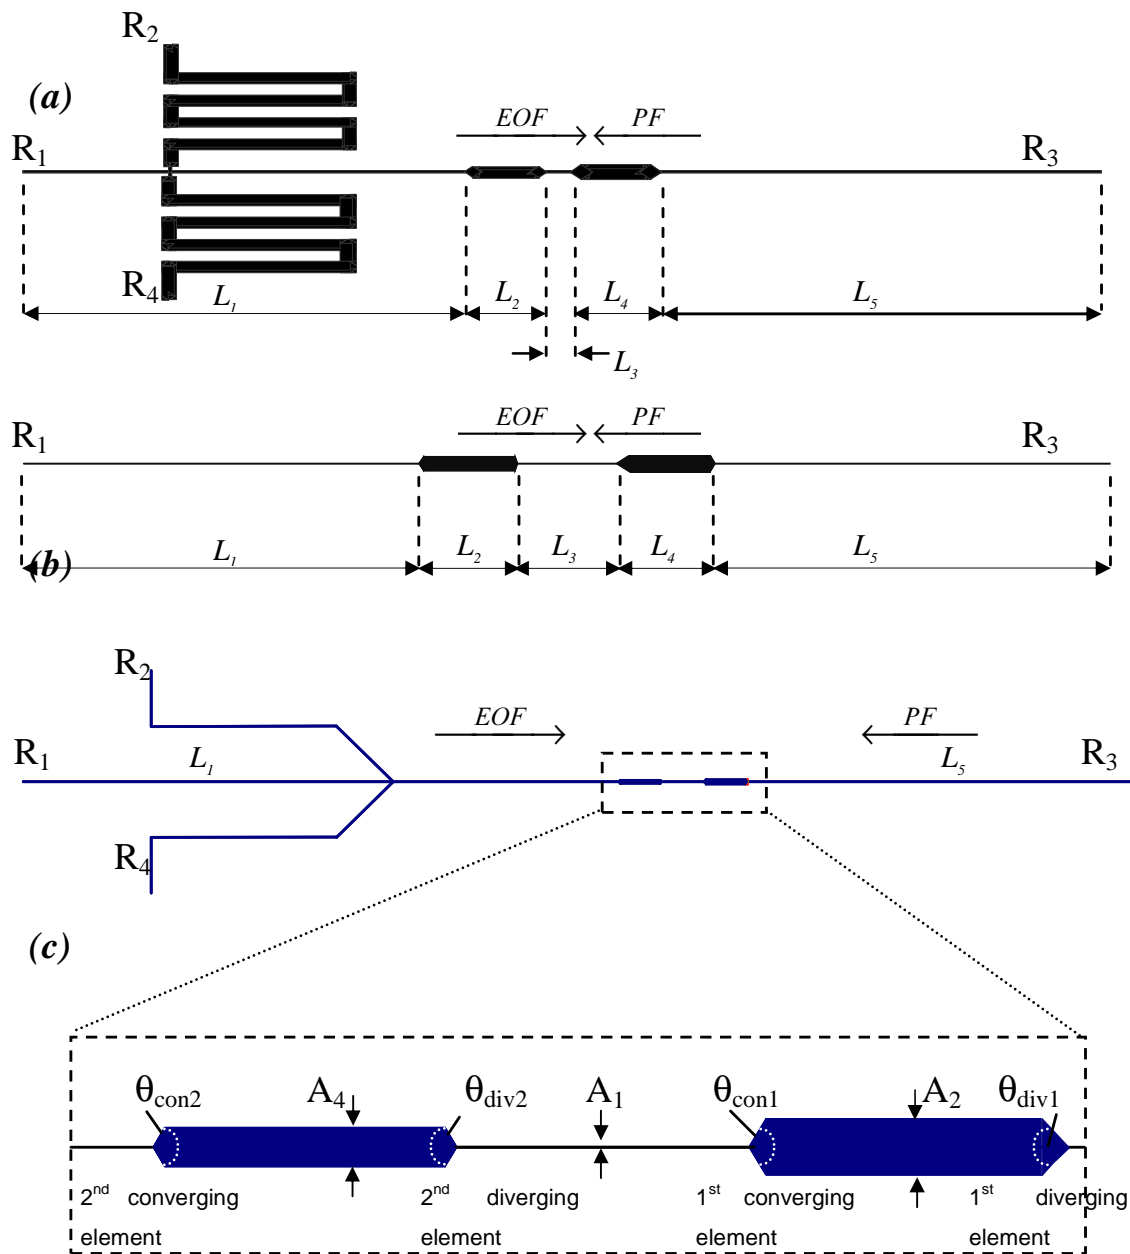 R2
(a)
EOF PF
R1 R3
R4
L1 L2 L4 L5
L3
EOF PF
R1 R3
L1 L2 L3 L4 L5
(b)
R2
EOF PF
R1 L1 L5 R3
R4
(c)
θcon2 A4 θdiv2 A1 θcon1 A2 θdiv1
2nd converging 2nd diverging 1st converging 1st diverging
element element element element